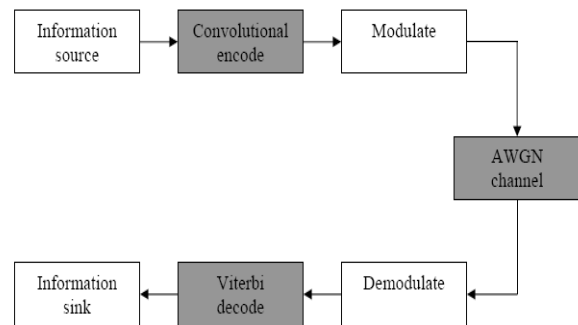 Information
source
Convolutional
encode
Modulate
AWGN
channel
Demodulate
Viterbi
decode
Information
sink